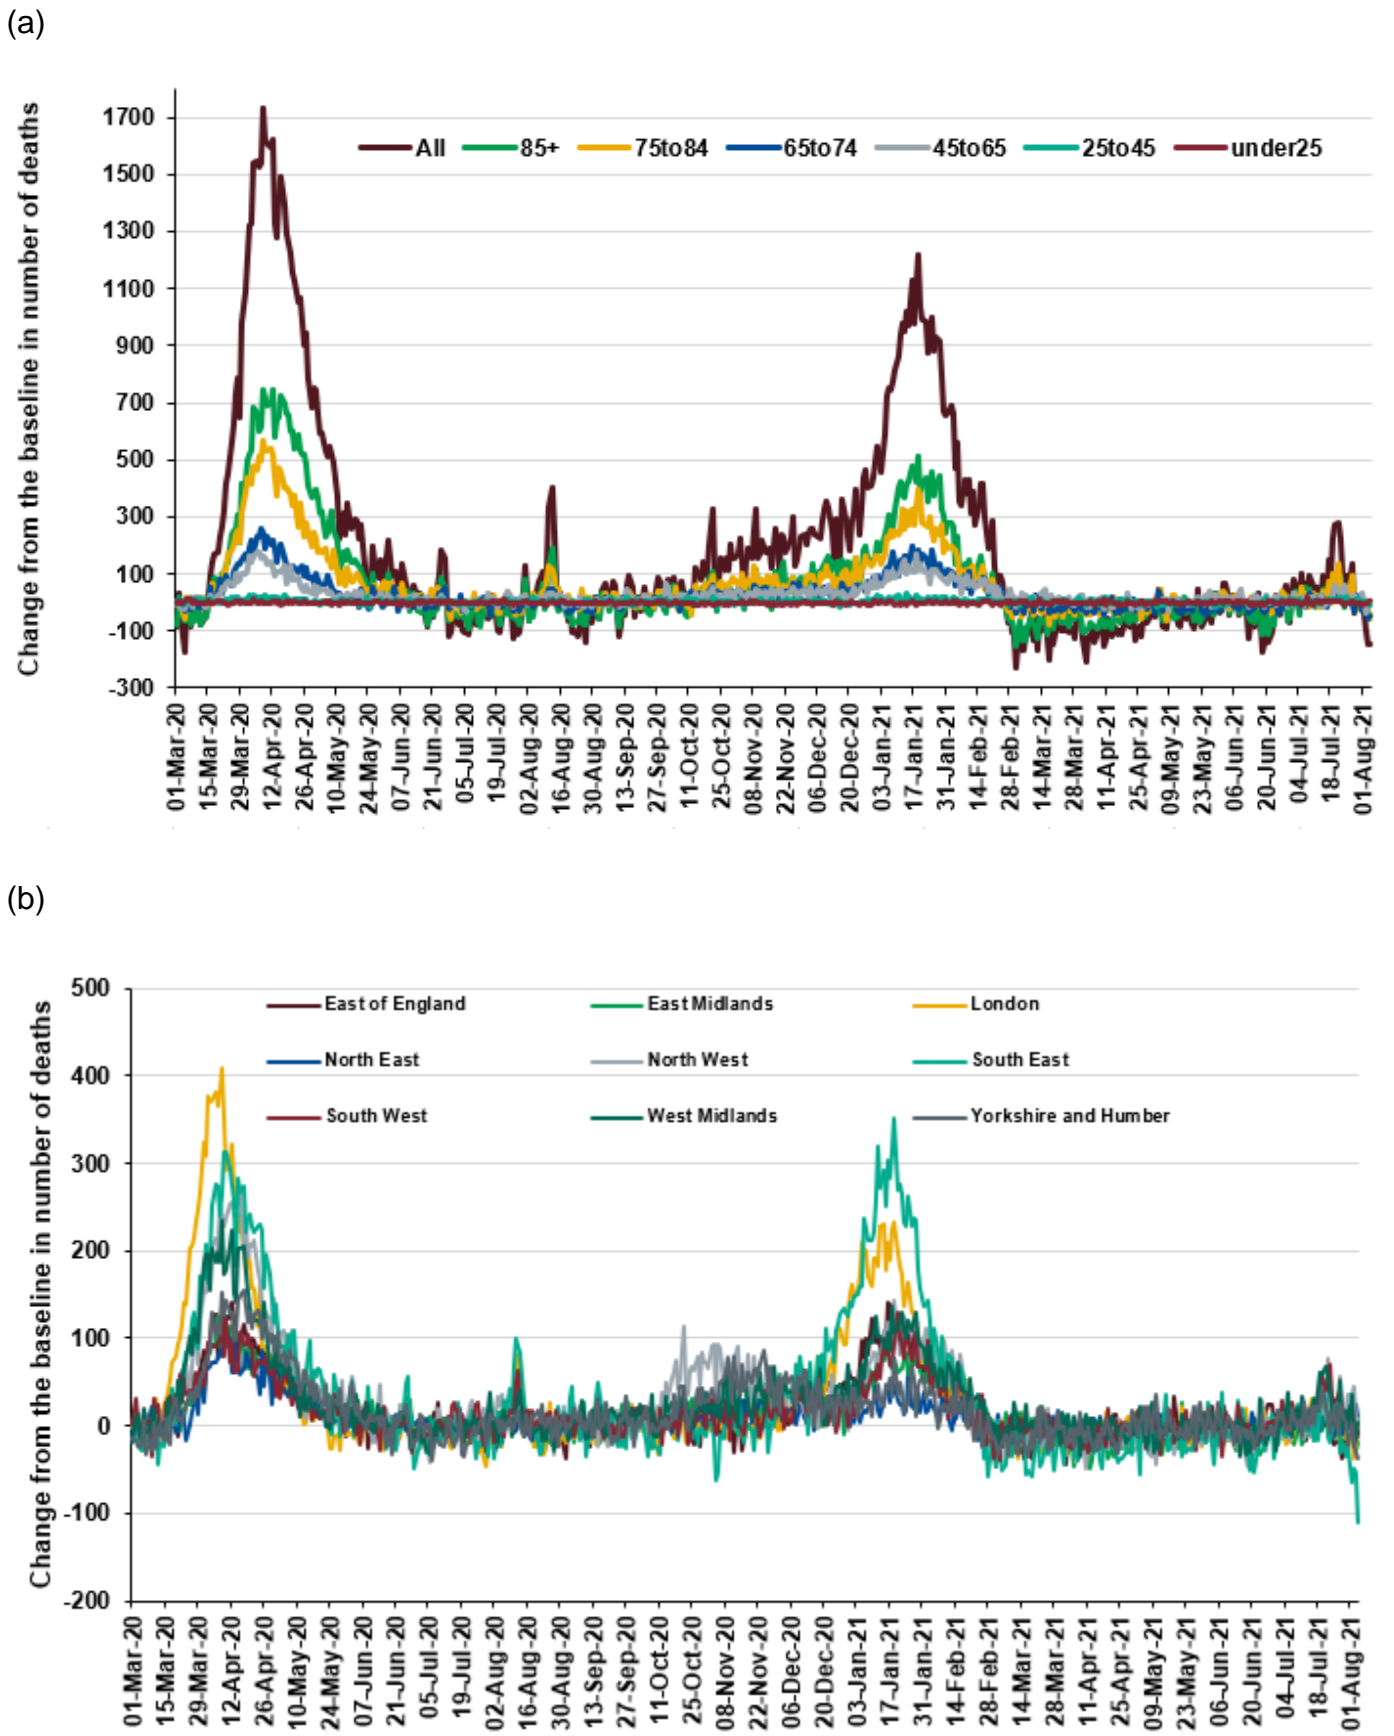 (a)
Change from the baseline in number of deaths
1700
1500
1300
1100
900
700
500
300
100
-100
-300
All 85+ 75to84 65to74 45to65 25to45 under25
01-Mar-20 15-Mar-20 29-Mar-20 12-Apr-20 26-Apr-20 10-May-20 24-May-20 07-Jun-20 21-Jun-20 05-Jul-20 19-Jul-20 02-Aug-20 16-Aug-20 30-Aug-20 13-Sep-20 27-Sep-20 11-Oct-20 25-Oct-20 08-Nov-20 22-Nov-20 06-Dec-20 20-Dec-20 03-Jan-21 17-Jan-21 31-Jan-21 14-Feb-21 28-Feb-21 14-Mar-21 28-Mar-21 11-Apr-21 25-Apr-21 09-May-21 23-May-21 06-Jun-21 20-Jun-21 04-Jul-21 18-Jul-21 01-Aug-21
(b)
Change from the baseline in number of deaths
500
400
300
200
100
0
-100
-200
East of England East Midlands London
North East North West South East
South West West Midlands Yorkshire and Humber
01-Mar-20 15-Mar-20 29-Mar-20 12-Apr-20 26-Apr-20 10-May-20 24-May-20 07-Jun-20 21-Jun-20 05-Jul-20 19-Jul-20 02-Aug-20 16-Aug-20 30-Aug-20 13-Sep-20 27-Sep-20 11-Oct-20 25-Oct-20 08-Nov-20 22-Nov-20 06-Dec-20 20-Dec-20 03-Jan-21 17-Jan-21 31-Jan-21 14-Feb-21 28-Feb-21 14-Mar-21 28-Mar-21 11-Apr-21 25-Apr-21 09-May-21 23-May-21 06-Jun-21 20-Jun-21 04-Jul-21 18-Jul-21 01-Aug-21